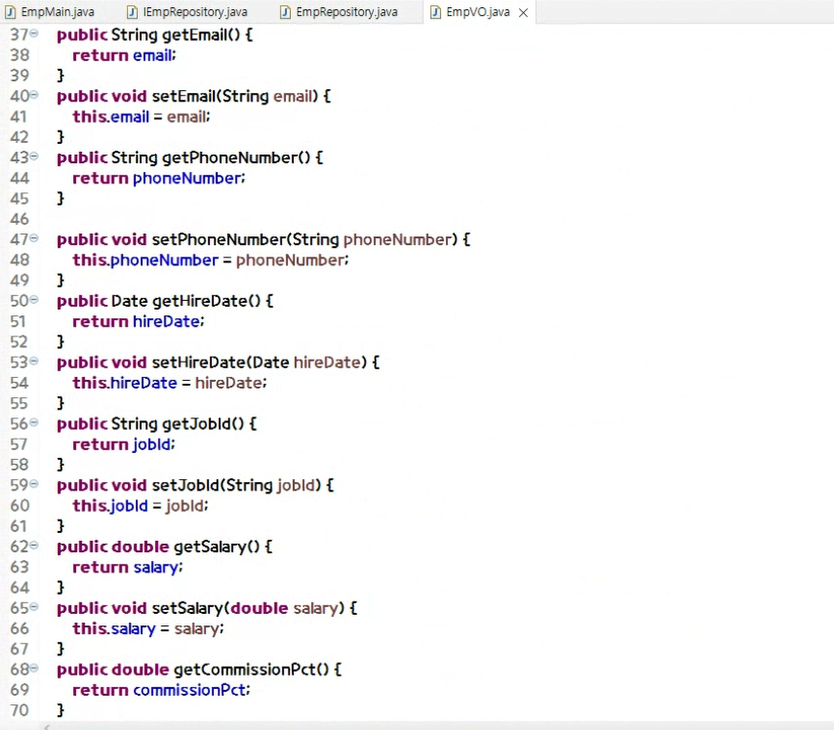 EmpMain.java IEmpRepository.java EmpRepository.java EmpVO.java
37 public String getEmail() {
38 return email;
39 }
40 public void setEmail(String email) {
41 this.email = email;
42 }
43 public String getPhoneNumber() {
44 return phoneNumber;
45 }
46
47 public void setPhoneNumber(String phoneNumber) {
48 this.phoneNumber = phoneNumber;
49 }
50 public Date getHireDate() {
51 return hireDate;
52 }
53 public void setHireDate(Date hireDate) {
54 this.hireDate = hireDate;
55 }
56 public String getJobId() {
57 return jobId;
58 }
59 public void setJobId(String jobId) {
60 this.jobId = jobId;
61 }
62 public double getSalary() {
63 return salary;
64 }
65 public void setSalary(double salary) {
66 this.salary = salary;
67 }
68 public double getCommissionPct() {
69 return commissionPct;
70 }